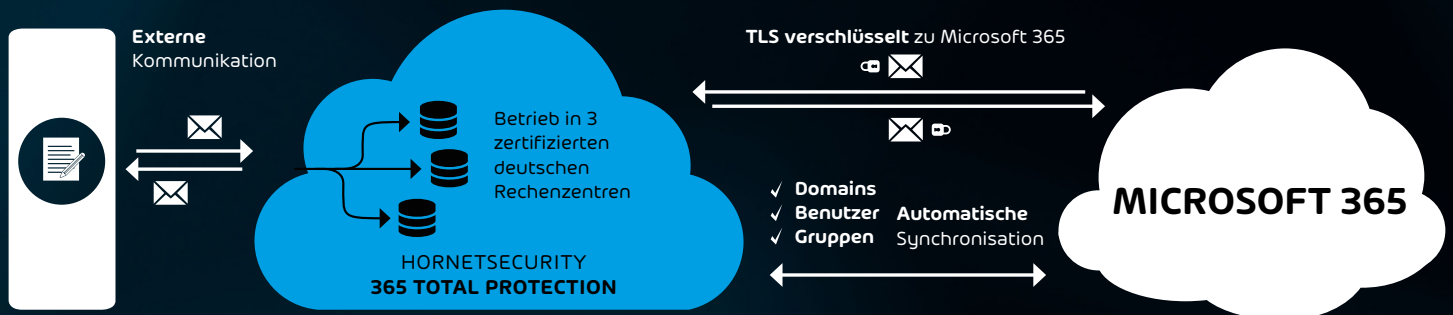 Externe
Kommunikation
Betrieb in 3
zertifizierten
deutschen
Rechenzentren
HORNETSECURITY
365 TOTAL PROTECTION
TLS verschlüsselt zu Microsoft 365
✓ Domains
✓ Benutzer
✓ Gruppen
Automatische
Synchronisation
MICROSOFT 365